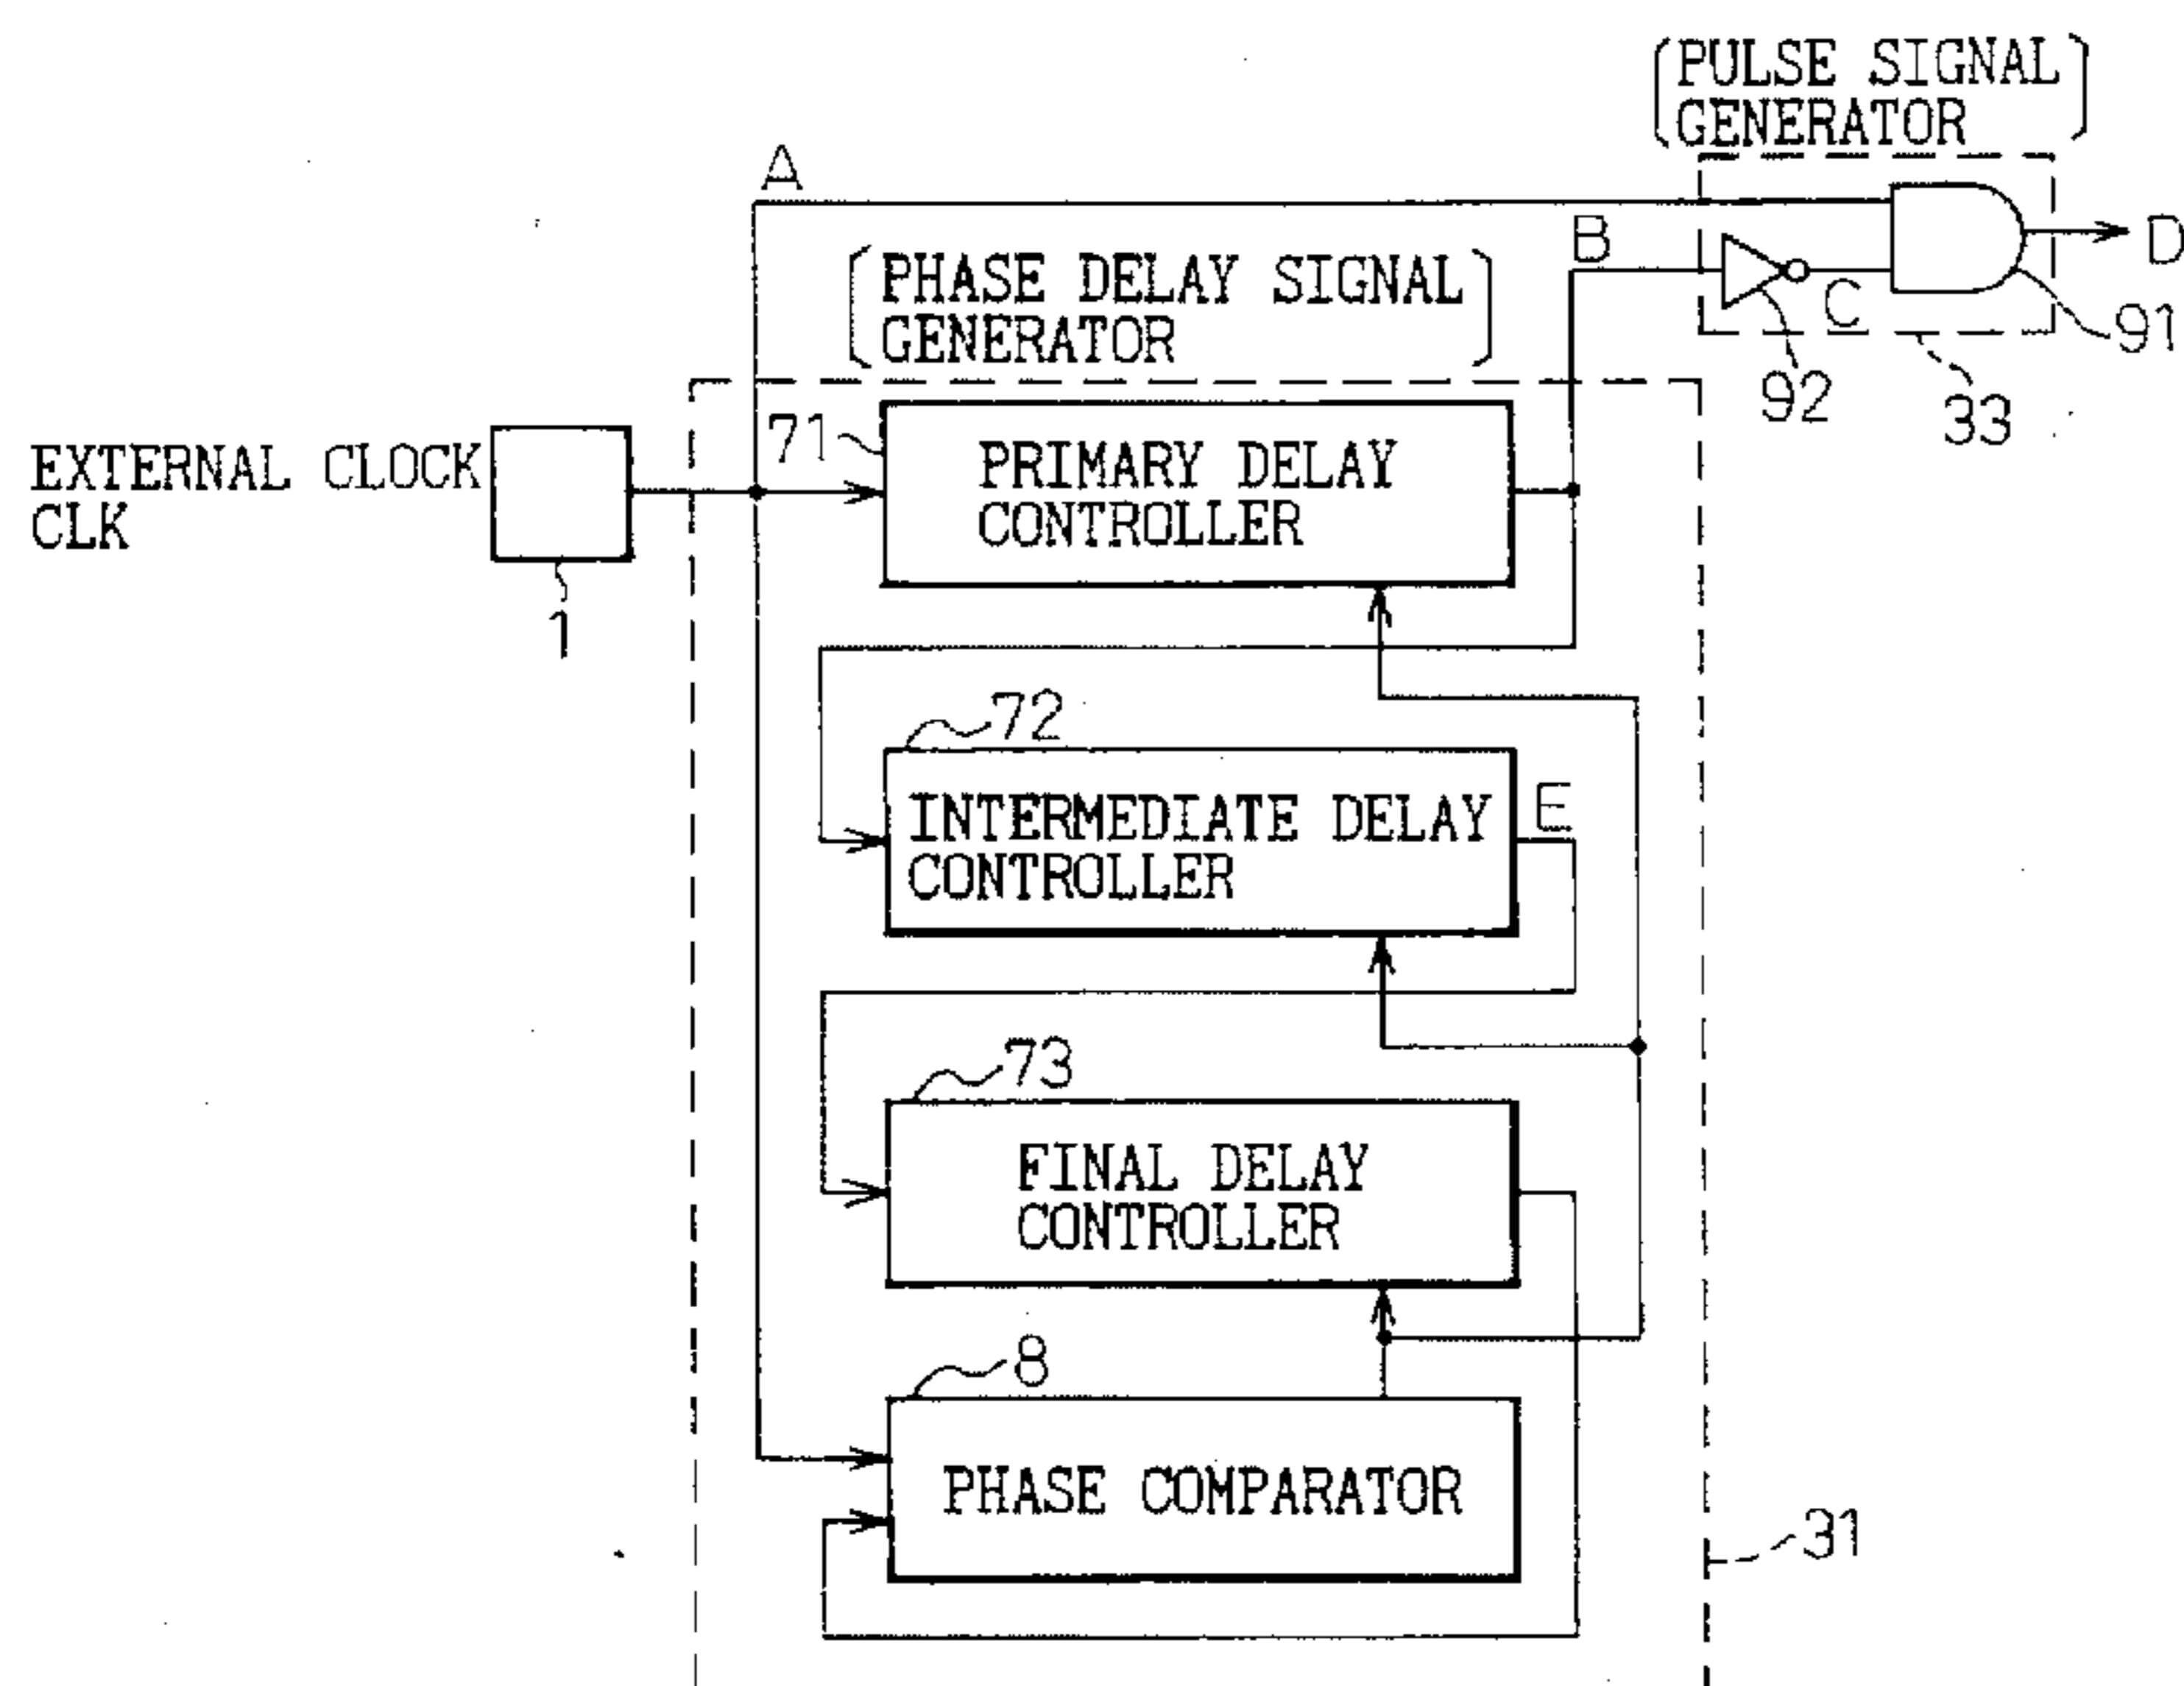 PULSE SIGNAL
GENERATOR
A
B
D
PHASE DELAY SIGNAL
GENERATOR
C
91
92
33
71
EXTERNAL CLOCK
CLK
PRIMARY DELAY
CONTROLLER
1
72
INTERMEDIATE DELAY
CONTROLLER
E
73
FINAL DELAY
CONTROLLER
8
PHASE COMPARATOR
31